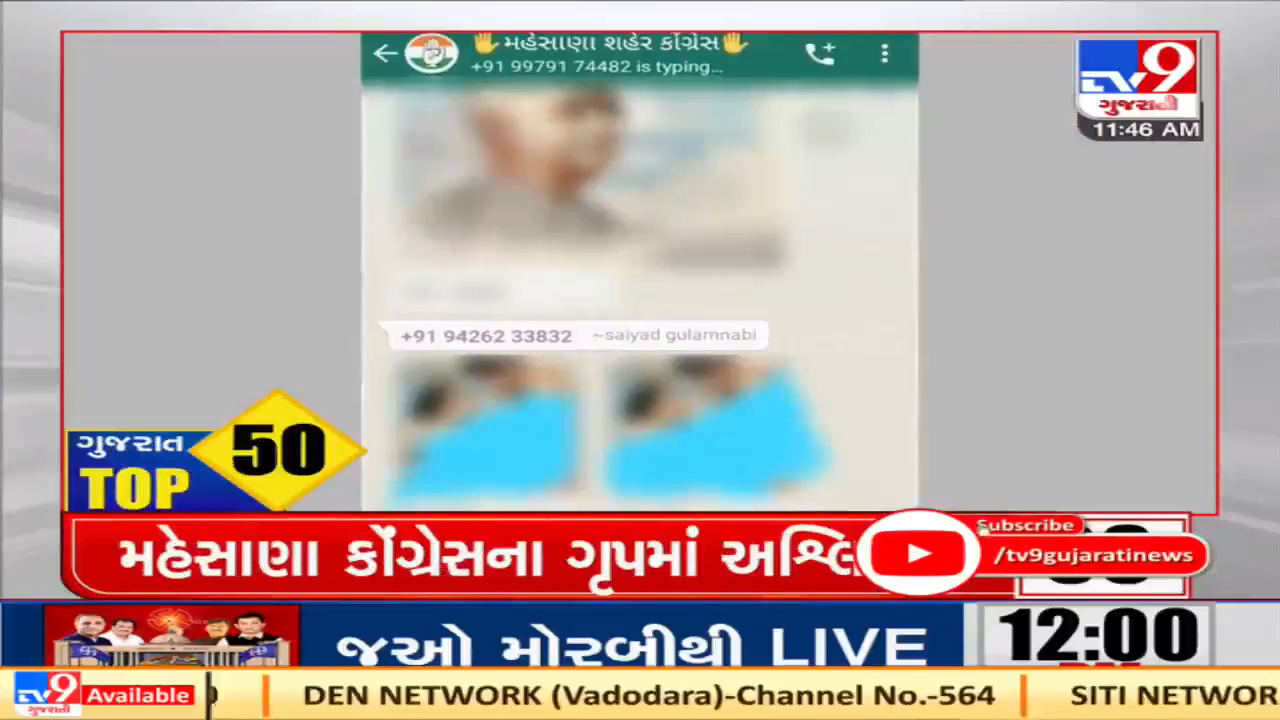 ✋મહેસાણા શહેર કોંગ્રેસ✋
+91 99791 74482 is typing...
TV9
ગુજરાતી
11:46 AM
+91 94262 33832 ~saiyad gulamnabi
ગુજરાત
TOP
50
મહેસાણા કોંગ્રેસના ગૃપમાં અશ્લિ
Subscribe
/tv9gujaratinews
જુઓ મોરબીથી LIVE
12:00
TV9
ગુજરાતી
Available
DEN NETWORK (Vadodara)-Channel No.-564
SITI NETWOR